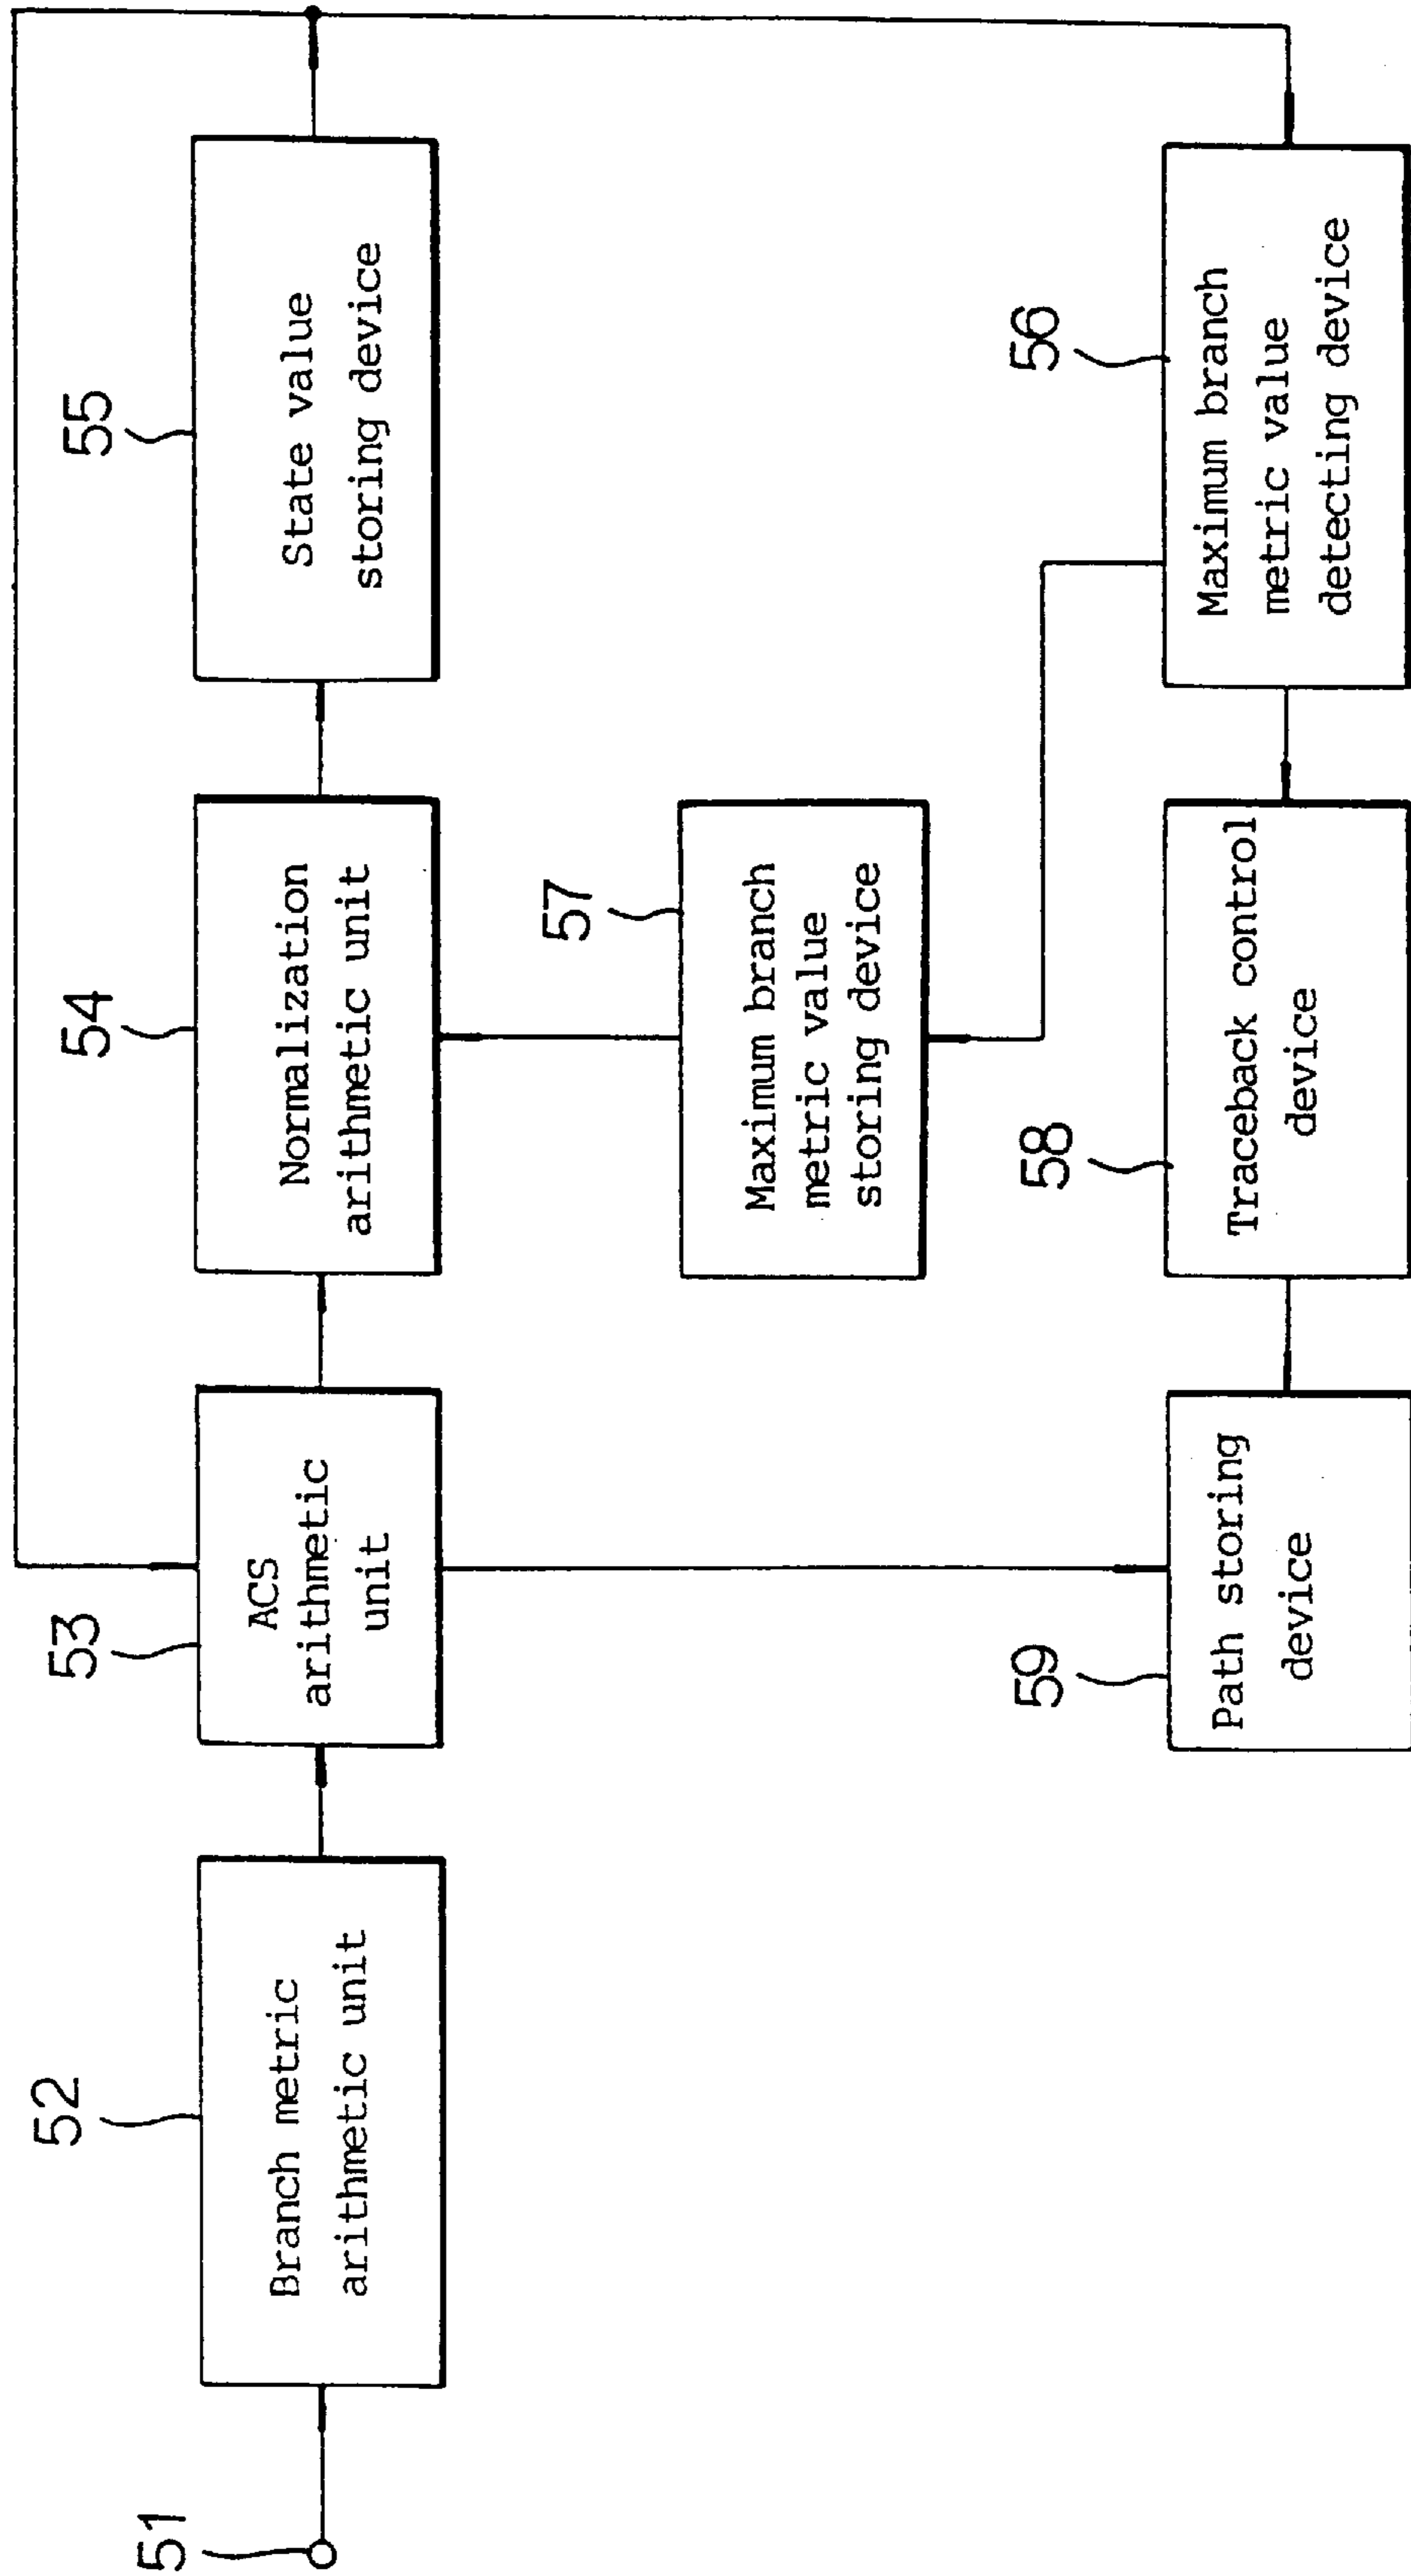 51
52
Branch metric
arithmetic unit
53
ACS
arithmetic
unit
54
Normalization
arithmetic unit
55
State value
storing device
57
Maximum branch
metric value
storing device
59
Path storing
device
58
Traceback control
device
56
Maximum branch
metric value
detecting device